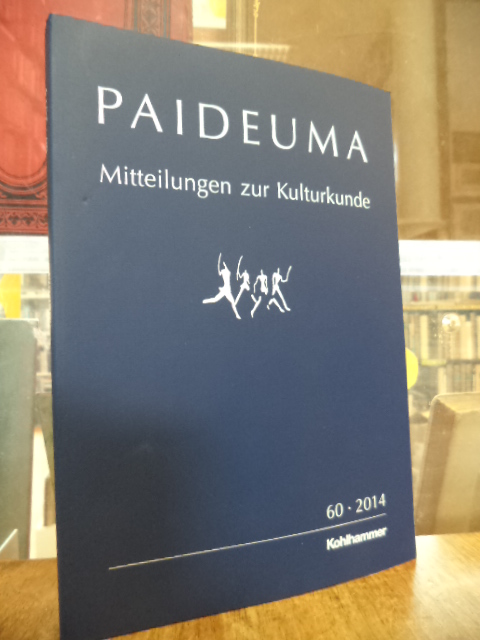 PAIDEUMA
Mitteilungen zur Kulturkunde
60 · 2014
Kohlhammer